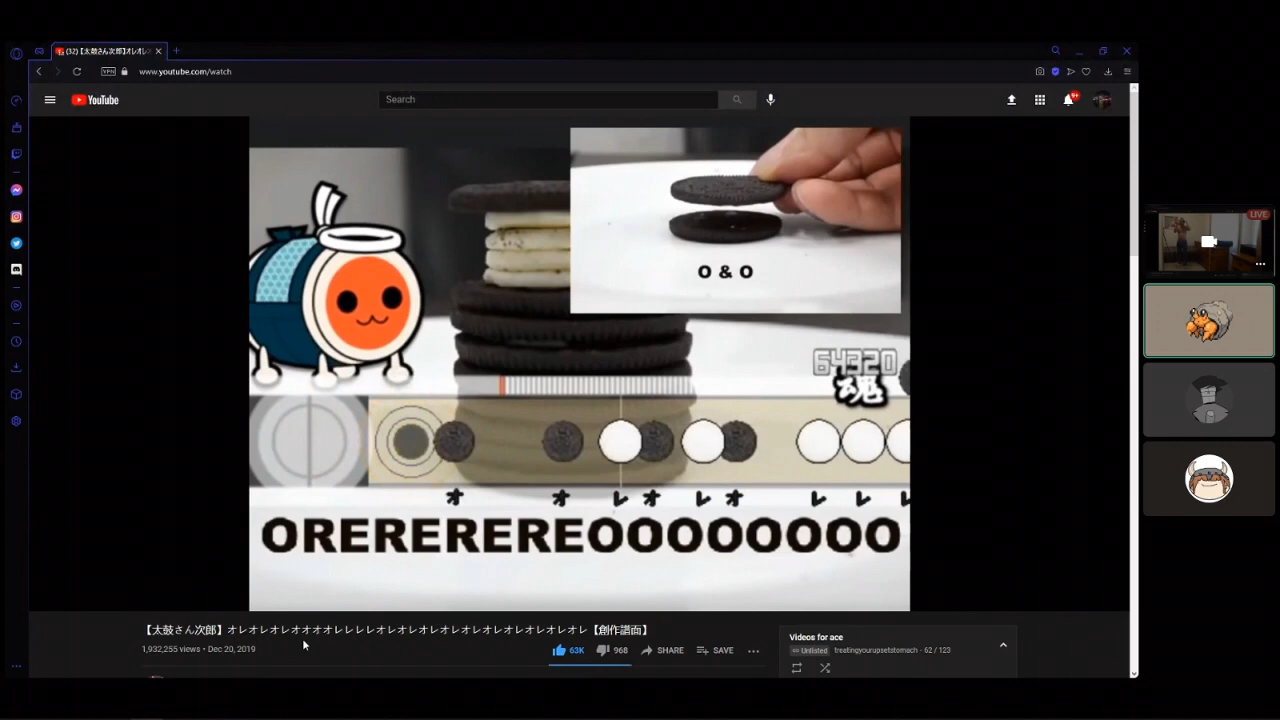 (32)【太鼓さん次郎】オレオレ
VPN
www.youtube.com/watch
YouTube
Search
9+
LIVE
O & O
64320
魂
オ オ レ オ レ オ レ レ レ
ORERERERERE​OOOOOOOO
【太鼓さん次郎】オレオレオレオオオオレレレレオレオレオレオレオレオレオレオレオレオレ【創作譜面】
1,932,255 views • Dec 20, 2019
63K
968
SHARE
SAVE
Videos for ace
Unlisted
treatingyourupsetstomach - 62 / 123